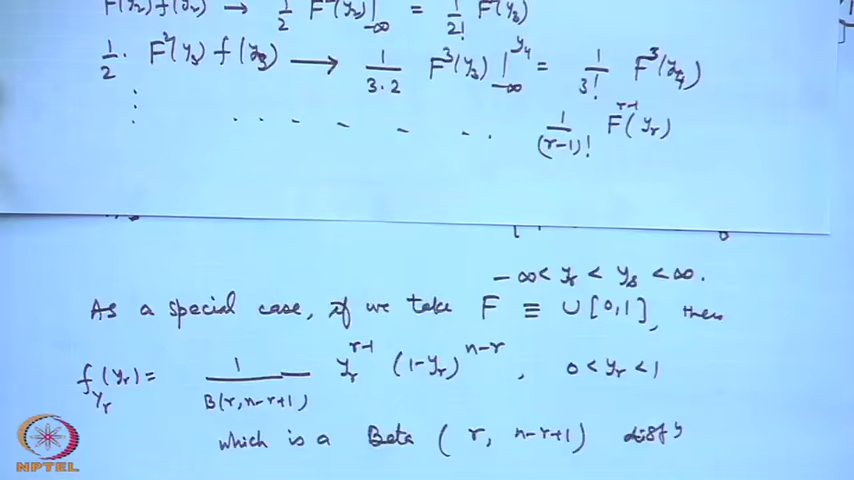 F(y₂) f(y₂) → 1/2 F²(y₂)|_{-∞} = 1/2! F²(y₃)
1/2 · F²(y₃) f(y₃) → 1/(3·2) F³(y₃)|_{-∞}^{y₄} = 1/3! F³(y₄)
1/(r-1)! F^{r-1}(y_r)
-∞ < y_r < y_s < ∞.
As a special case, if we take F ≡ U[0,1], then
f_{Y_r}(y_r) = 1/B(r, n-r+1) y_r^{r-1} (1-y_r)^{n-r}, 0 < y_r < 1
which is a Beta (r, n-r+1) distⁿ
NPTEL